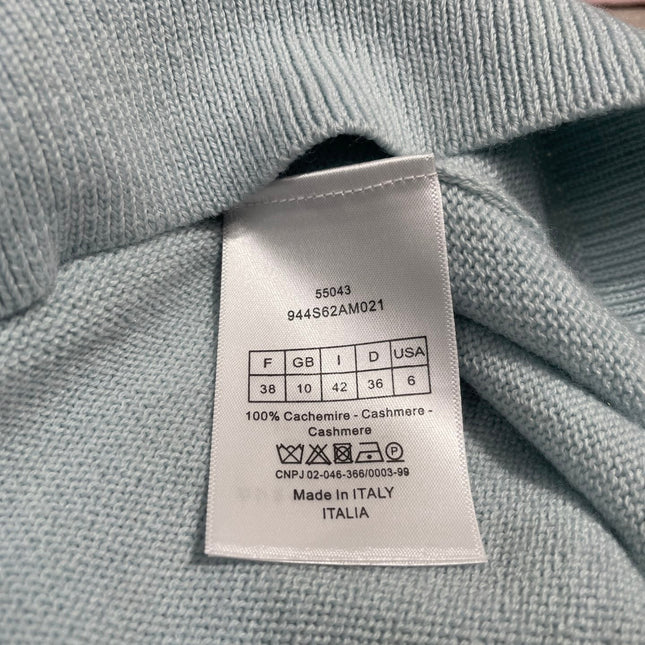 55043
944S62AM021
F GB I D USA
38 10 42 36 6
100% Cachemire - Cashmere -
Cashmere
P
CNPJ 02-046-366/0003-99
Made In ITALY
ITALIA